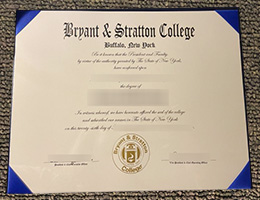 Bryant & Stratton College
Buffalo, New York
Be it known that the President and Faculty
by virtue of the authority granted by The State of New York
have conferred upon
the degree of
In witness whereof, we have hereunto affixed the seal of the college
and subscribed our names in The State of New York,
on this twenty sixth day of
Bryant & Stratton
College